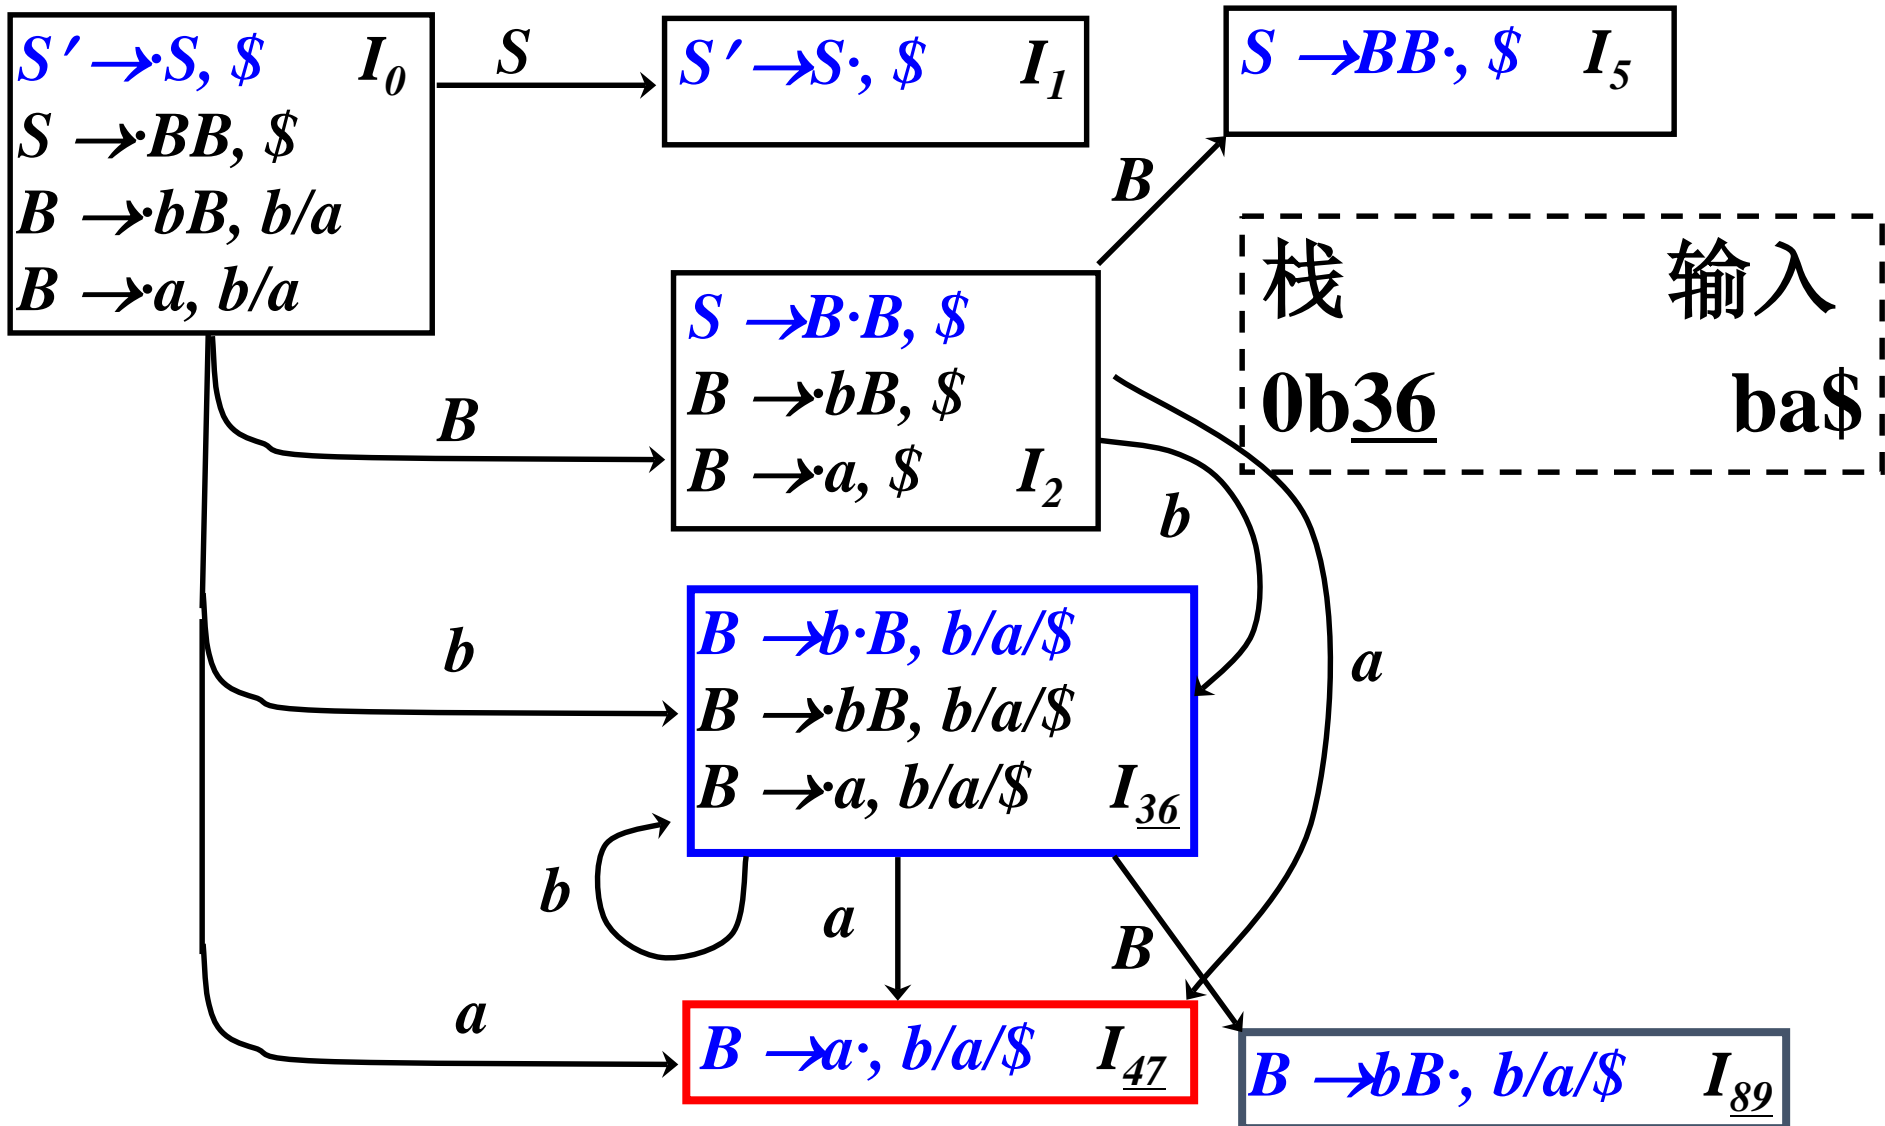 S′ →·S, $ I0
S →·BB, $
B →·bB, b/a
B →·a, b/a
S
S′ →S·, $ I1
S →BB·, $ I5
B
栈 输入
0b36 ba$
S →B·B, $
B →·bB, $
B →·a, $ I2
B
b
a
b
B →b·B, b/a/$
B →·bB, b/a/$
B →·a, b/a/$ I36
b
a
B
a
B →a·, b/a/$ I47
B →bB·, b/a/$ I89